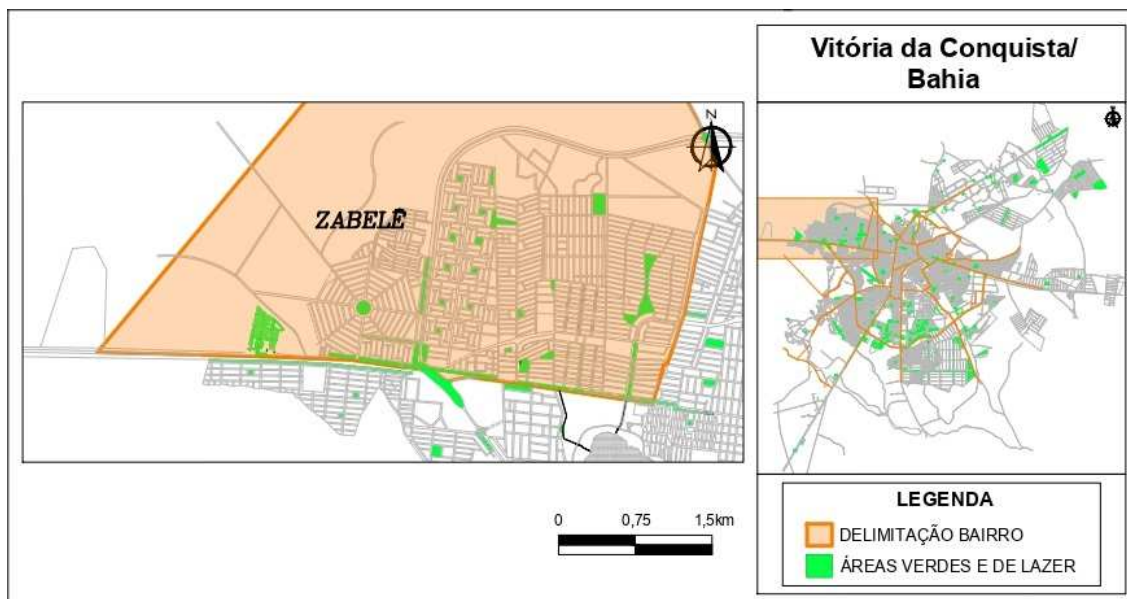 Vitória da Conquista/
Bahia
N
ZABELÊ
0 0,75 1,5km
LEGENDA
DELIMITAÇÃO BAIRRO
ÁREAS VERDES E DE LAZER